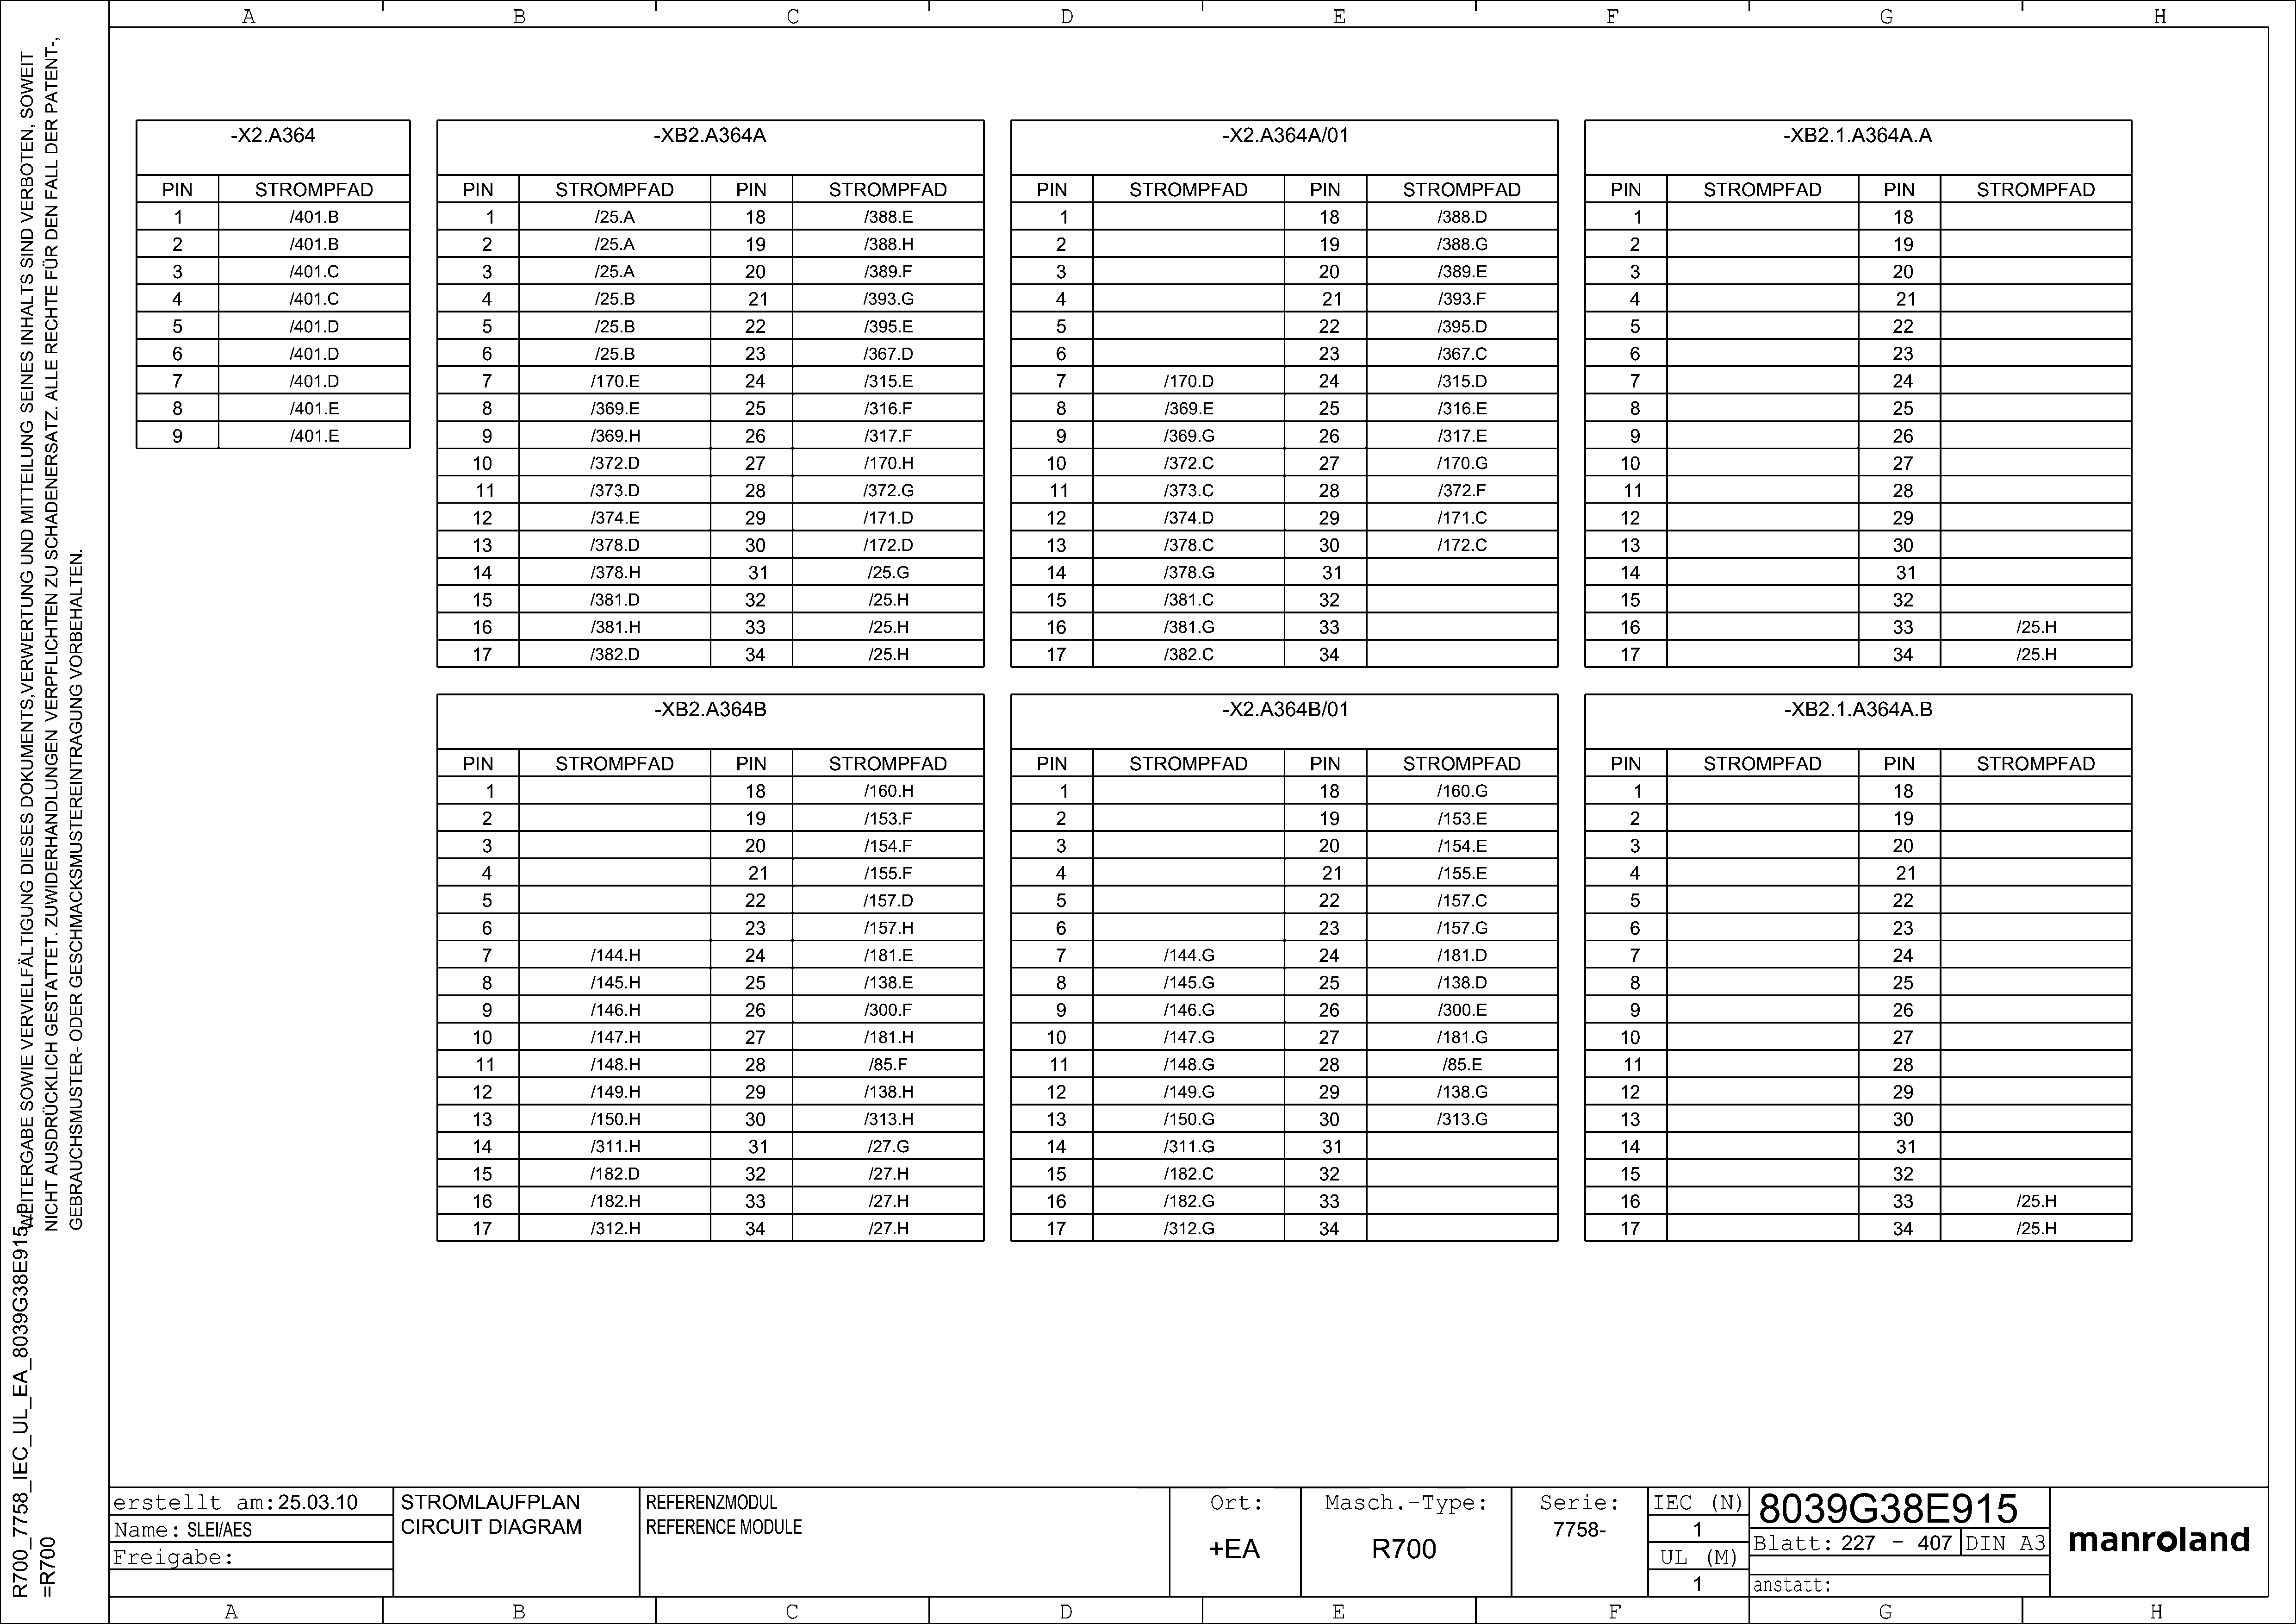 A B C D E F G H
-X2.A364
PIN STROMPFAD
1 /401.B
2 /401.B
3 /401.C
4 /401.C
5 /401.D
6 /401.D
7 /401.D
8 /401.E
9 /401.E
-XB2.A364A
PIN STROMPFAD PIN STROMPFAD
1 /25.A 18 /388.E
2 /25.A 19 /388.H
3 /25.A 20 /389.F
4 /25.B 21 /393.G
5 /25.B 22 /395.E
6 /25.B 23 /367.D
7 /170.E 24 /315.E
8 /369.E 25 /316.F
9 /369.H 26 /317.F
10 /372.D 27 /170.H
11 /373.D 28 /372.G
12 /374.E 29 /171.D
13 /378.D 30 /172.D
14 /378.H 31 /25.G
15 /381.D 32 /25.H
16 /381.H 33 /25.H
17 /382.D 34 /25.H
-X2.A364A/01
PIN STROMPFAD PIN STROMPFAD
1 18 /388.D
2 19 /388.G
3 20 /389.E
4 21 /393.F
5 22 /395.D
6 23 /367.C
7 /170.D 24 /315.D
8 /369.E 25 /316.E
9 /369.G 26 /317.E
10 /372.C 27 /170.G
11 /373.C 28 /372.F
12 /374.D 29 /171.C
13 /378.C 30 /172.C
14 /378.G 31
15 /381.C 32
16 /381.G 33
17 /382.C 34
-XB2.1.A364A.A
PIN STROMPFAD PIN STROMPFAD
1 18
2 19
3 20
4 21
5 22
6 23
7 24
8 25
9 26
10 27
11 28
12 29
13 30
14 31
15 32
16 33 /25.H
17 34 /25.H
-XB2.A364B
PIN STROMPFAD PIN STROMPFAD
1 18 /160.H
2 19 /153.F
3 20 /154.F
4 21 /155.F
5 22 /157.D
6 23 /157.H
7 /144.H 24 /181.E
8 /145.H 25 /138.E
9 /146.H 26 /300.F
10 /147.H 27 /181.H
11 /148.H 28 /85.F
12 /149.H 29 /138.H
13 /150.H 30 /313.H
14 /311.H 31 /27.G
15 /182.D 32 /27.H
16 /182.H 33 /27.H
17 /312.H 34 /27.H
-X2.A364B/01
PIN STROMPFAD PIN STROMPFAD
1 18 /160.G
2 19 /153.E
3 20 /154.E
4 21 /155.E
5 22 /157.C
6 23 /157.G
7 /144.G 24 /181.D
8 /145.G 25 /138.D
9 /146.G 26 /300.E
10 /147.G 27 /181.G
11 /148.G 28 /85.E
12 /149.G 29 /138.G
13 /150.G 30 /313.G
14 /311.G 31
15 /182.C 32
16 /182.G 33
17 /312.G 34
-XB2.1.A364A.B
PIN STROMPFAD PIN STROMPFAD
1 18
2 19
3 20
4 21
5 22
6 23
7 24
8 25
9 26
10 27
11 28
12 29
13 30
14 31
15 32
16 33 /25.H
17 34 /25.H
WEITERGABE SOWIE VERVIELFÄLTIGUNG DIESES DOKUMENTS,VERWERTUNG UND MITTEILUNG SEINES INHALTS SIND VERBOTEN, SOWEIT
NICHT AUSDRÜCKLICH GESTATTET. ZUWIDERHANDLUNGEN VERPFLICHTEN ZU SCHADENERSATZ. ALLE RECHTE FÜR DEN FALL DER PATENT-,
GEBRAUCHSMUSTER- ODER GESCHMACKSMUSTEREINTRAGUNG VORBEHALTEN.
R700_7758_IEC_UL_EA_8039G38E915
=R700
erstellt am: 25.03.10
Name: SLEI/AES
Freigabe:
STROMLAUFPLAN
CIRCUIT DIAGRAM
REFERENZMODUL
REFERENCE MODULE
Ort:
+EA
Masch.-Type:
R700
Serie:
7758-
IEC (N)
1
UL (M)
1
8039G38E915
Blatt: 227 - 407 DIN A3
anstatt:
manroland
A B C D E F G H